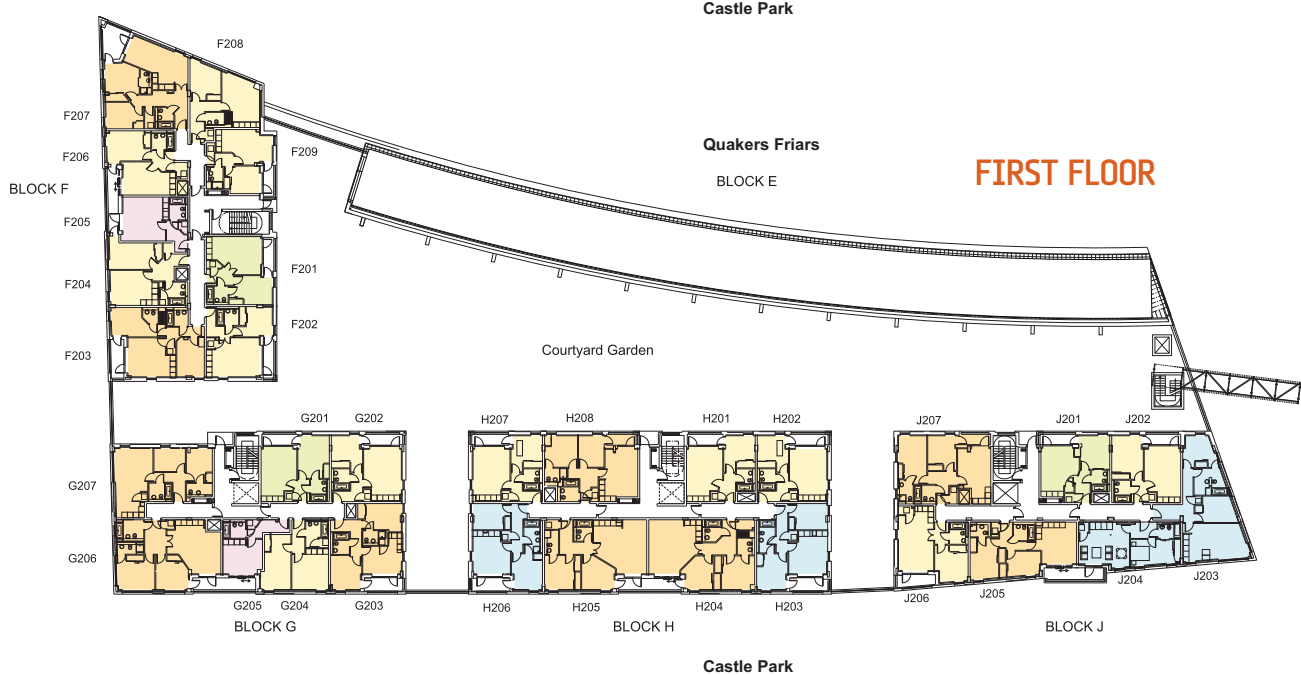 Castle Park
F208
F207
Quakers Friars
F206
F209
FIRST FLOOR
BLOCK F
BLOCK E
F205
F201
F204
F202
F203
Courtyard Garden
G201
G202
H207
H208
H201
H202
J207
J201
J202
G207
G206
G205
G204
G203
H206
H205
H204
H203
J206
J205
J204
J203
BLOCK G
BLOCK H
BLOCK J
Castle Park